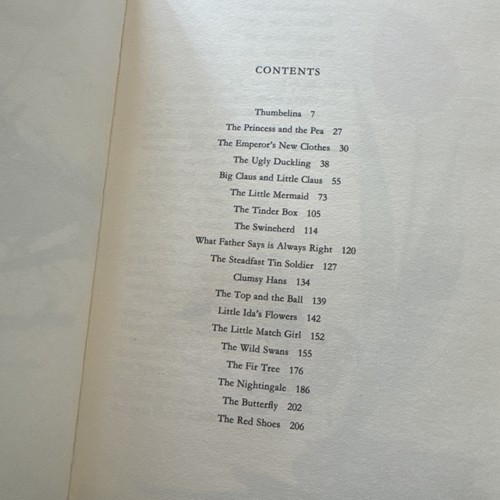 CONTENTS
Thumbelina 7
The Princess and the Pea 27
The Emperor's New Clothes 30
The Ugly Duckling 38
Big Claus and Little Claus 55
The Little Mermaid 73
The Tinder Box 105
The Swineherd 114
What Father Says is Always Right 120
The Steadfast Tin Soldier 127
Clumsy Hans 134
The Top and the Ball 139
Little Ida's Flowers 142
The Little Match Girl 152
The Wild Swans 155
The Fir Tree 176
The Nightingale 186
The Butterfly 202
The Red Shoes 206